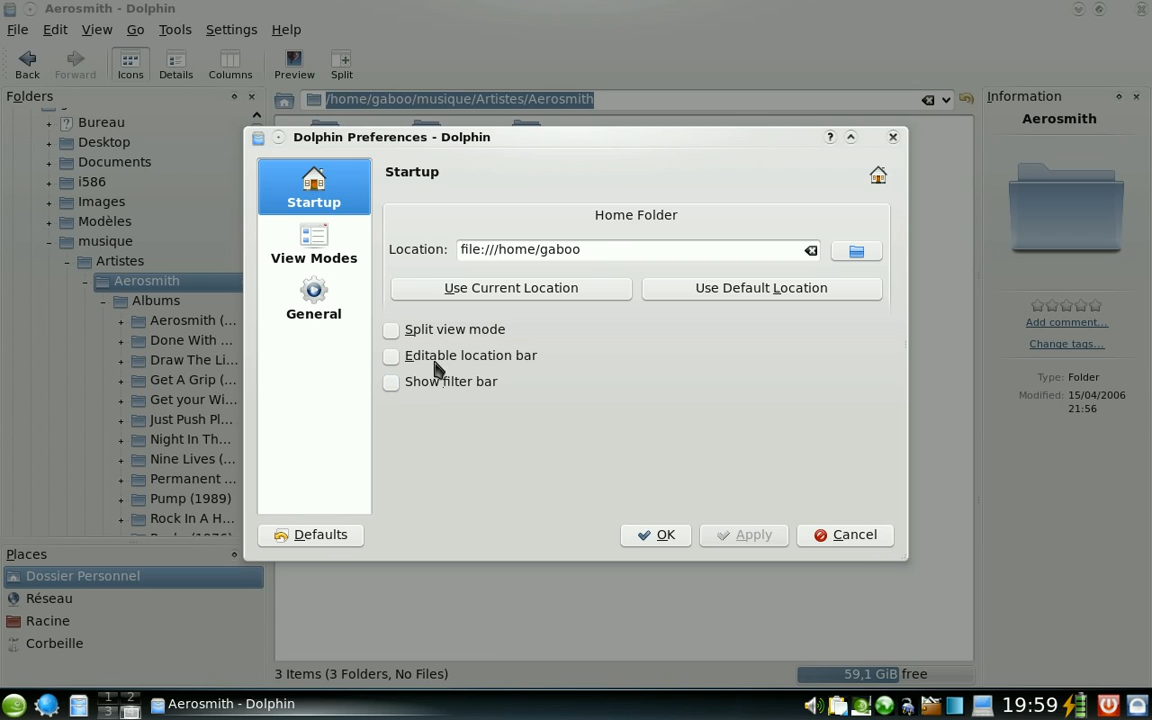 Aerosmith - Dolphin
File Edit View Go Tools Settings Help
Back Forward Icons Details Columns Preview Split
Folders
/home/gaboo/musique/Artistes/Aerosmith
Information
Bureau
Desktop
Documents
i586
Images
Modèles
musique
Artistes
Aerosmith
Albums
Aerosmith (...
Done With ...
Draw The Li...
Get A Grip (...
Get your Wi...
Just Push Pl...
Night In Th...
Nine Lives (...
Permanent ...
Pump (1989)
Rock In A H...
Places
Dossier Personnel
Réseau
Racine
Corbeille
Dolphin Preferences - Dolphin
Startup
View Modes
General
Startup
Home Folder
Location: file:///home/gaboo
Use Current Location Use Default Location
Split view mode
Editable location bar
Show filter bar
Defaults OK Apply Cancel
Aerosmith
Add comment...
Change tags...
Type: Folder
Modified: 15/04/2006
21:56
3 Items (3 Folders, No Files) 59,1 GiB free
1 2
3
Aerosmith - Dolphin
19:59